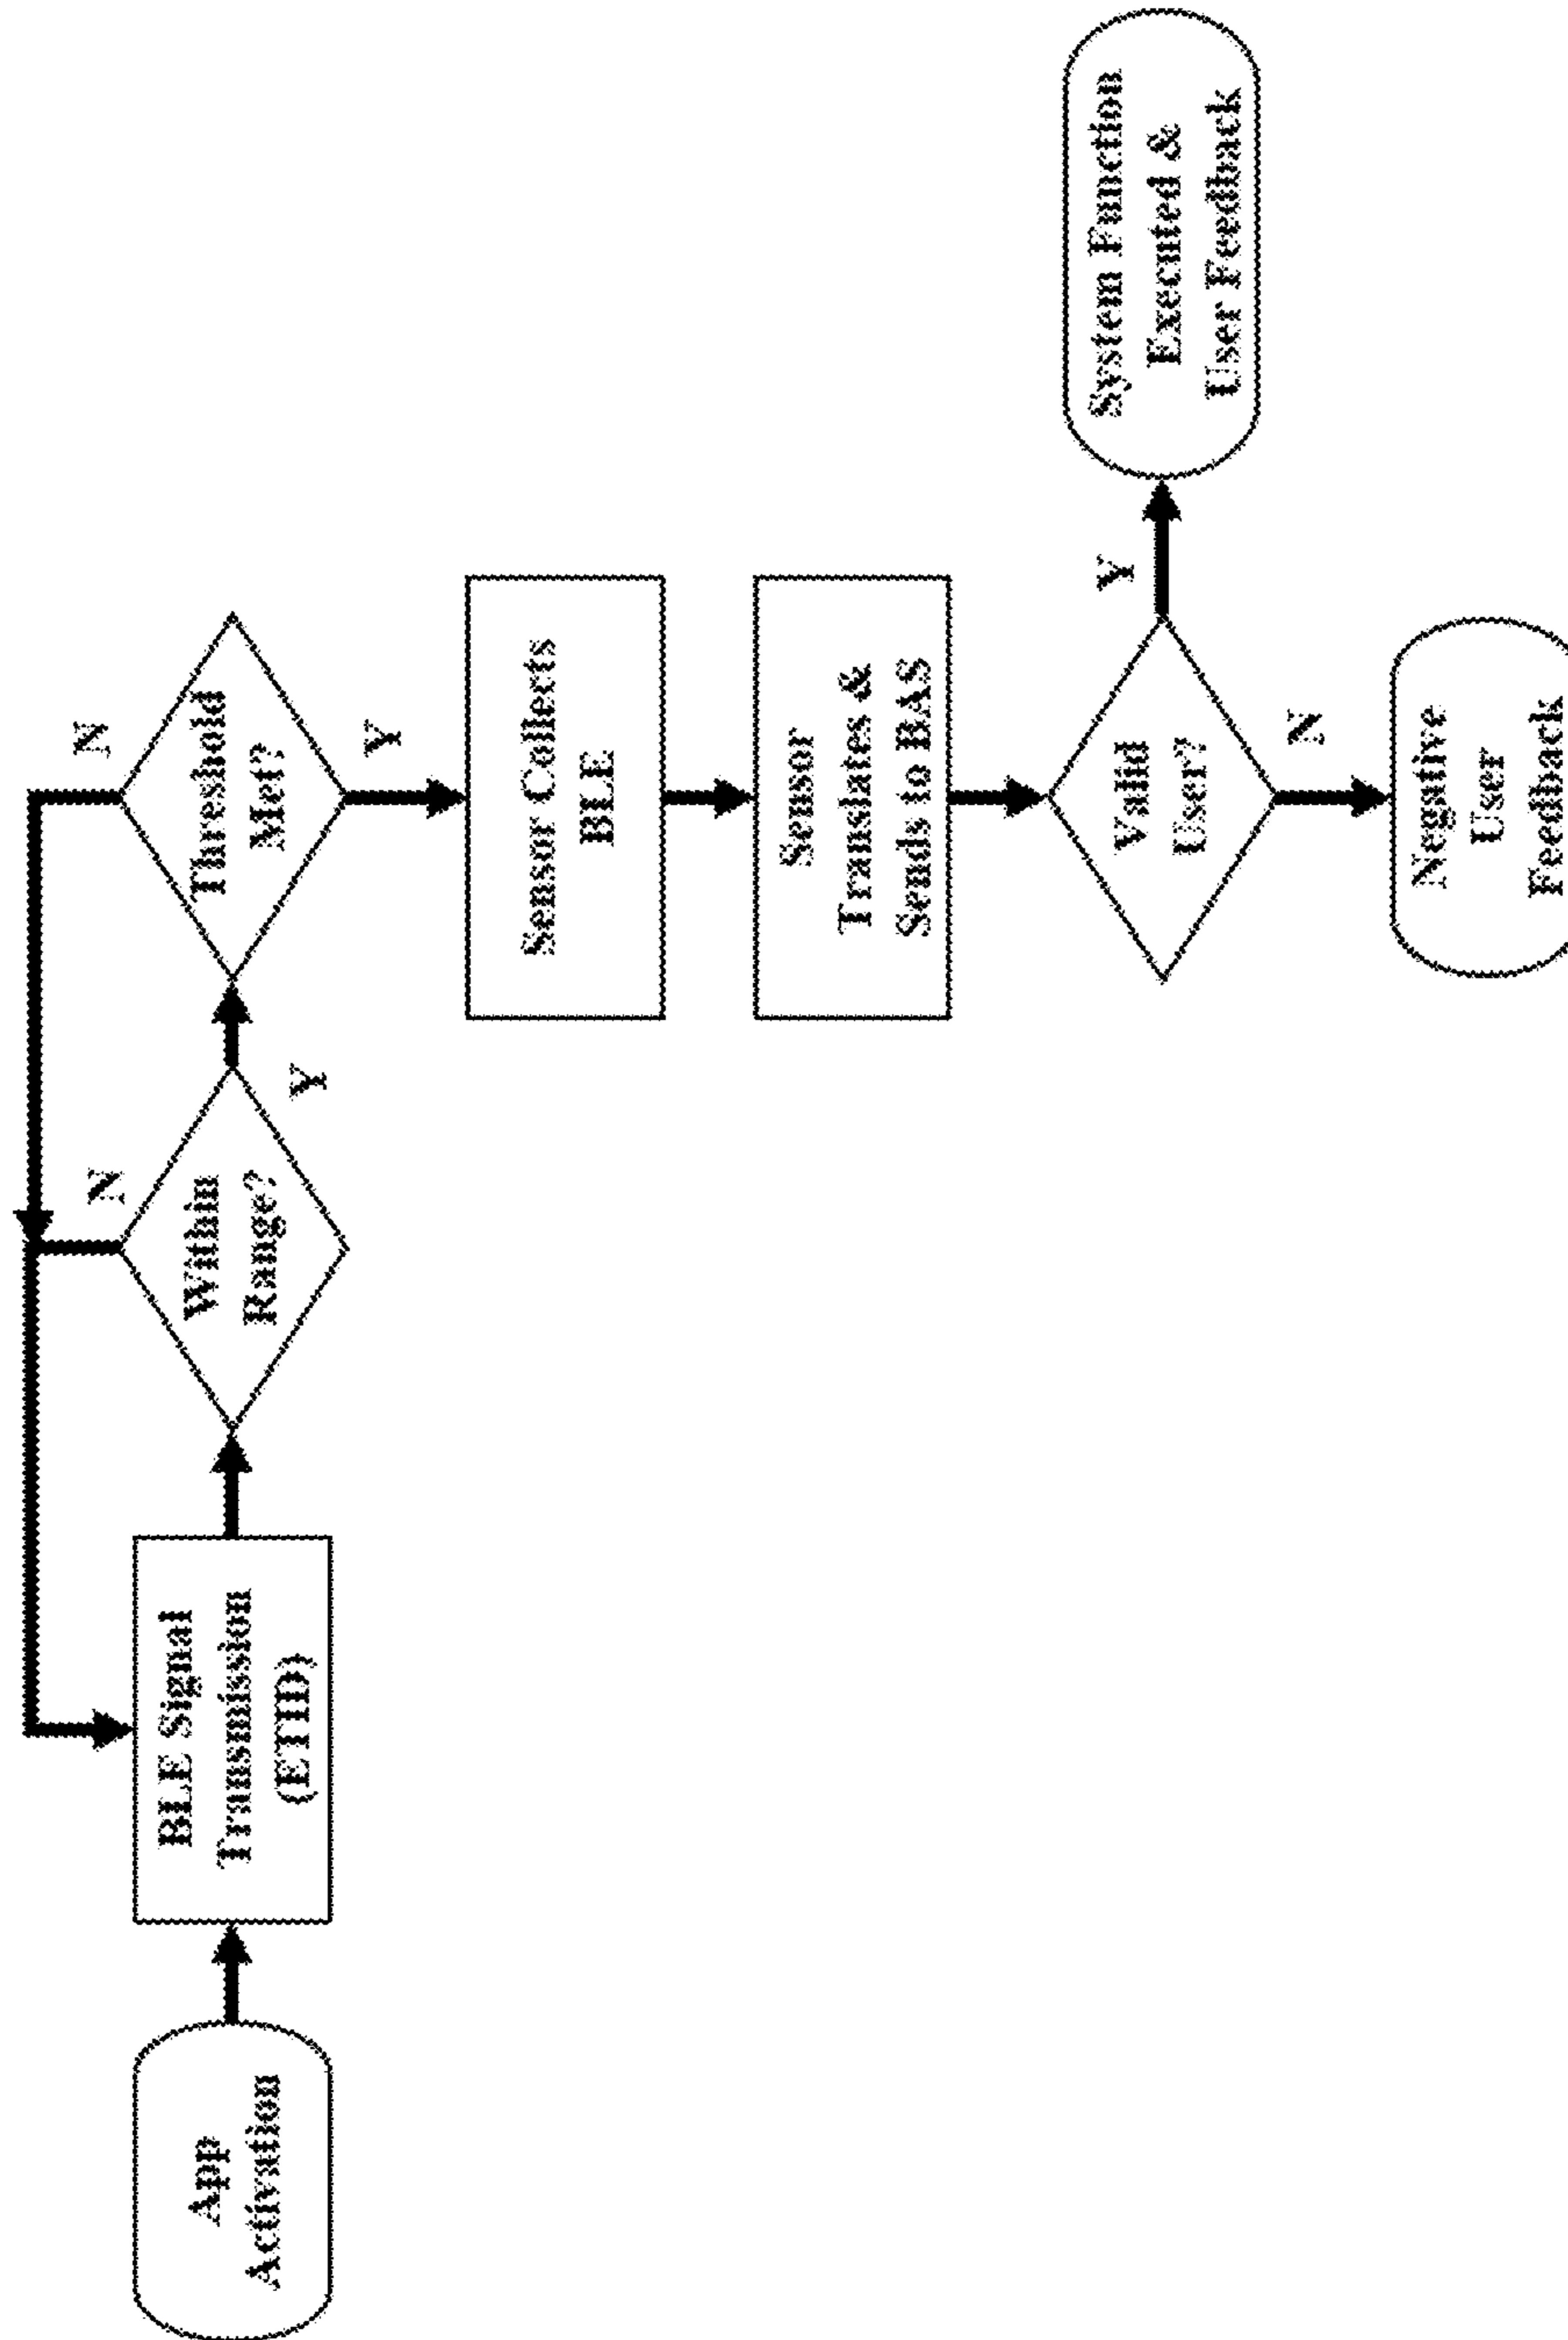 App
Activation
BLE Signal
Transmission
(ETID)
Within
Range?
N
Y
Threshold
Met?
N
Y
Sensor Collects
BLE
Sensor
Translates &
Sends to BAS
Valid
User?
Y
System Function
Executed &
User Feedback
N
Negative
User
Feedback